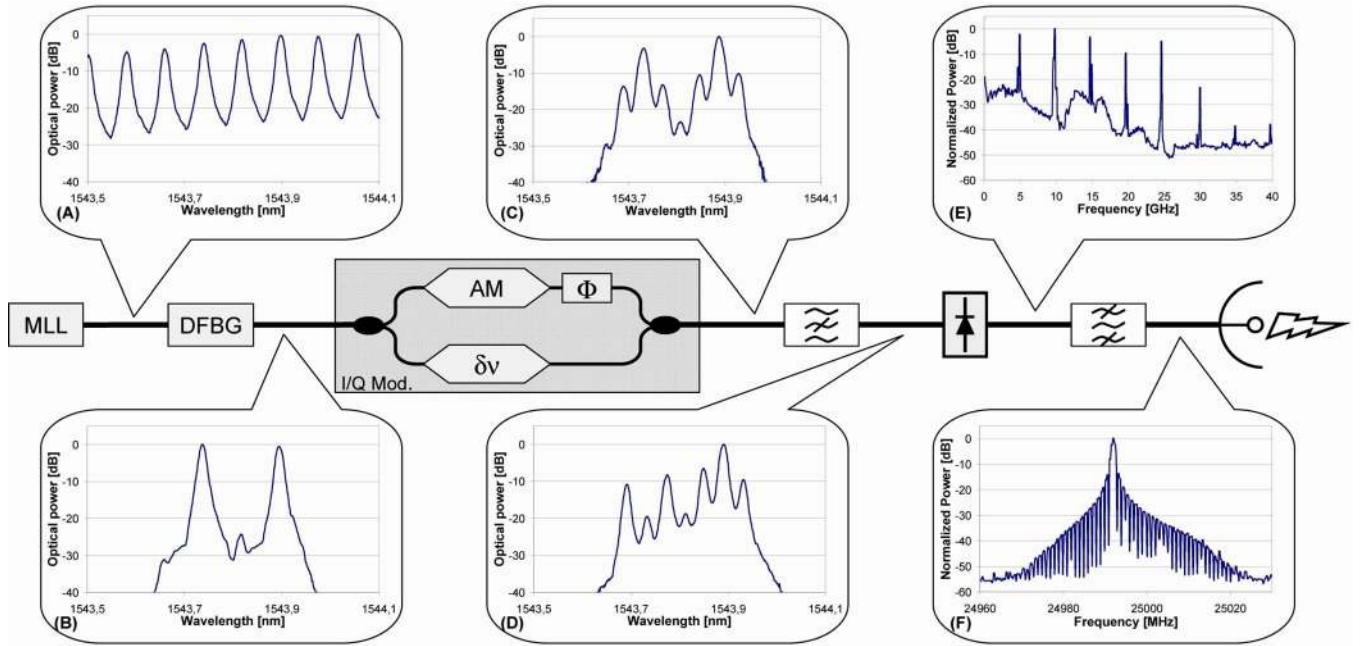 Optical power [dB]
0
-10
-20
-30
-40
1543,5 1543,7 1543,9 1544,1
Wavelength [nm]
(A)
Optical power [dB]
0
-10
-20
-30
-40
1543,5 1543,7 1543,9 1544,1
Wavelength [nm]
(C)
Normalized Power [dB]
0
-10
-20
-30
-40
-50
-60
0 5 10 15 20 25 30 35 40
Frequency [GHz]
(E)
MLL
DFBG
AM
Φ
δν
I/Q Mod.
Optical power [dB]
0
-10
-20
-30
-40
1543,5 1543,7 1543,9 1544,1
Wavelength [nm]
(B)
Optical power [dB]
0
-10
-20
-30
-40
1543,5 1543,7 1543,9 1544,1
Wavelength [nm]
(D)
Normalized Power [dB]
0
-10
-20
-30
-40
-50
-60
24960 24980 25000 25020
Frequency [MHz]
(F)